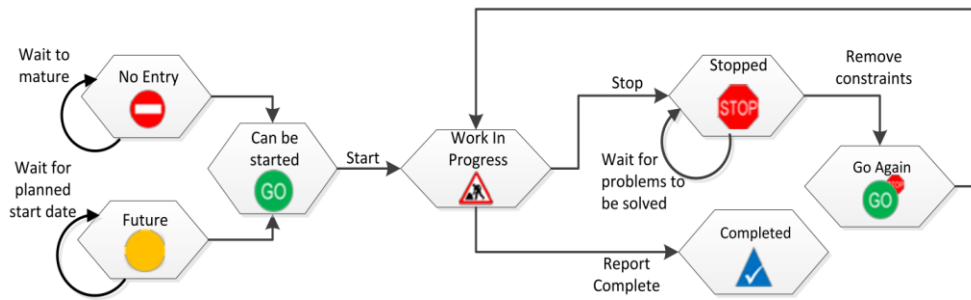 Wait to
mature
No Entry
Wait for
planned
start date
Future
Can be
started
GO
Start
Work In
Progress
Stop
Stopped
STOP
Wait for
problems to
be solved
Remove
constraints
Go Again
GO
STOP
Report
Complete
Completed